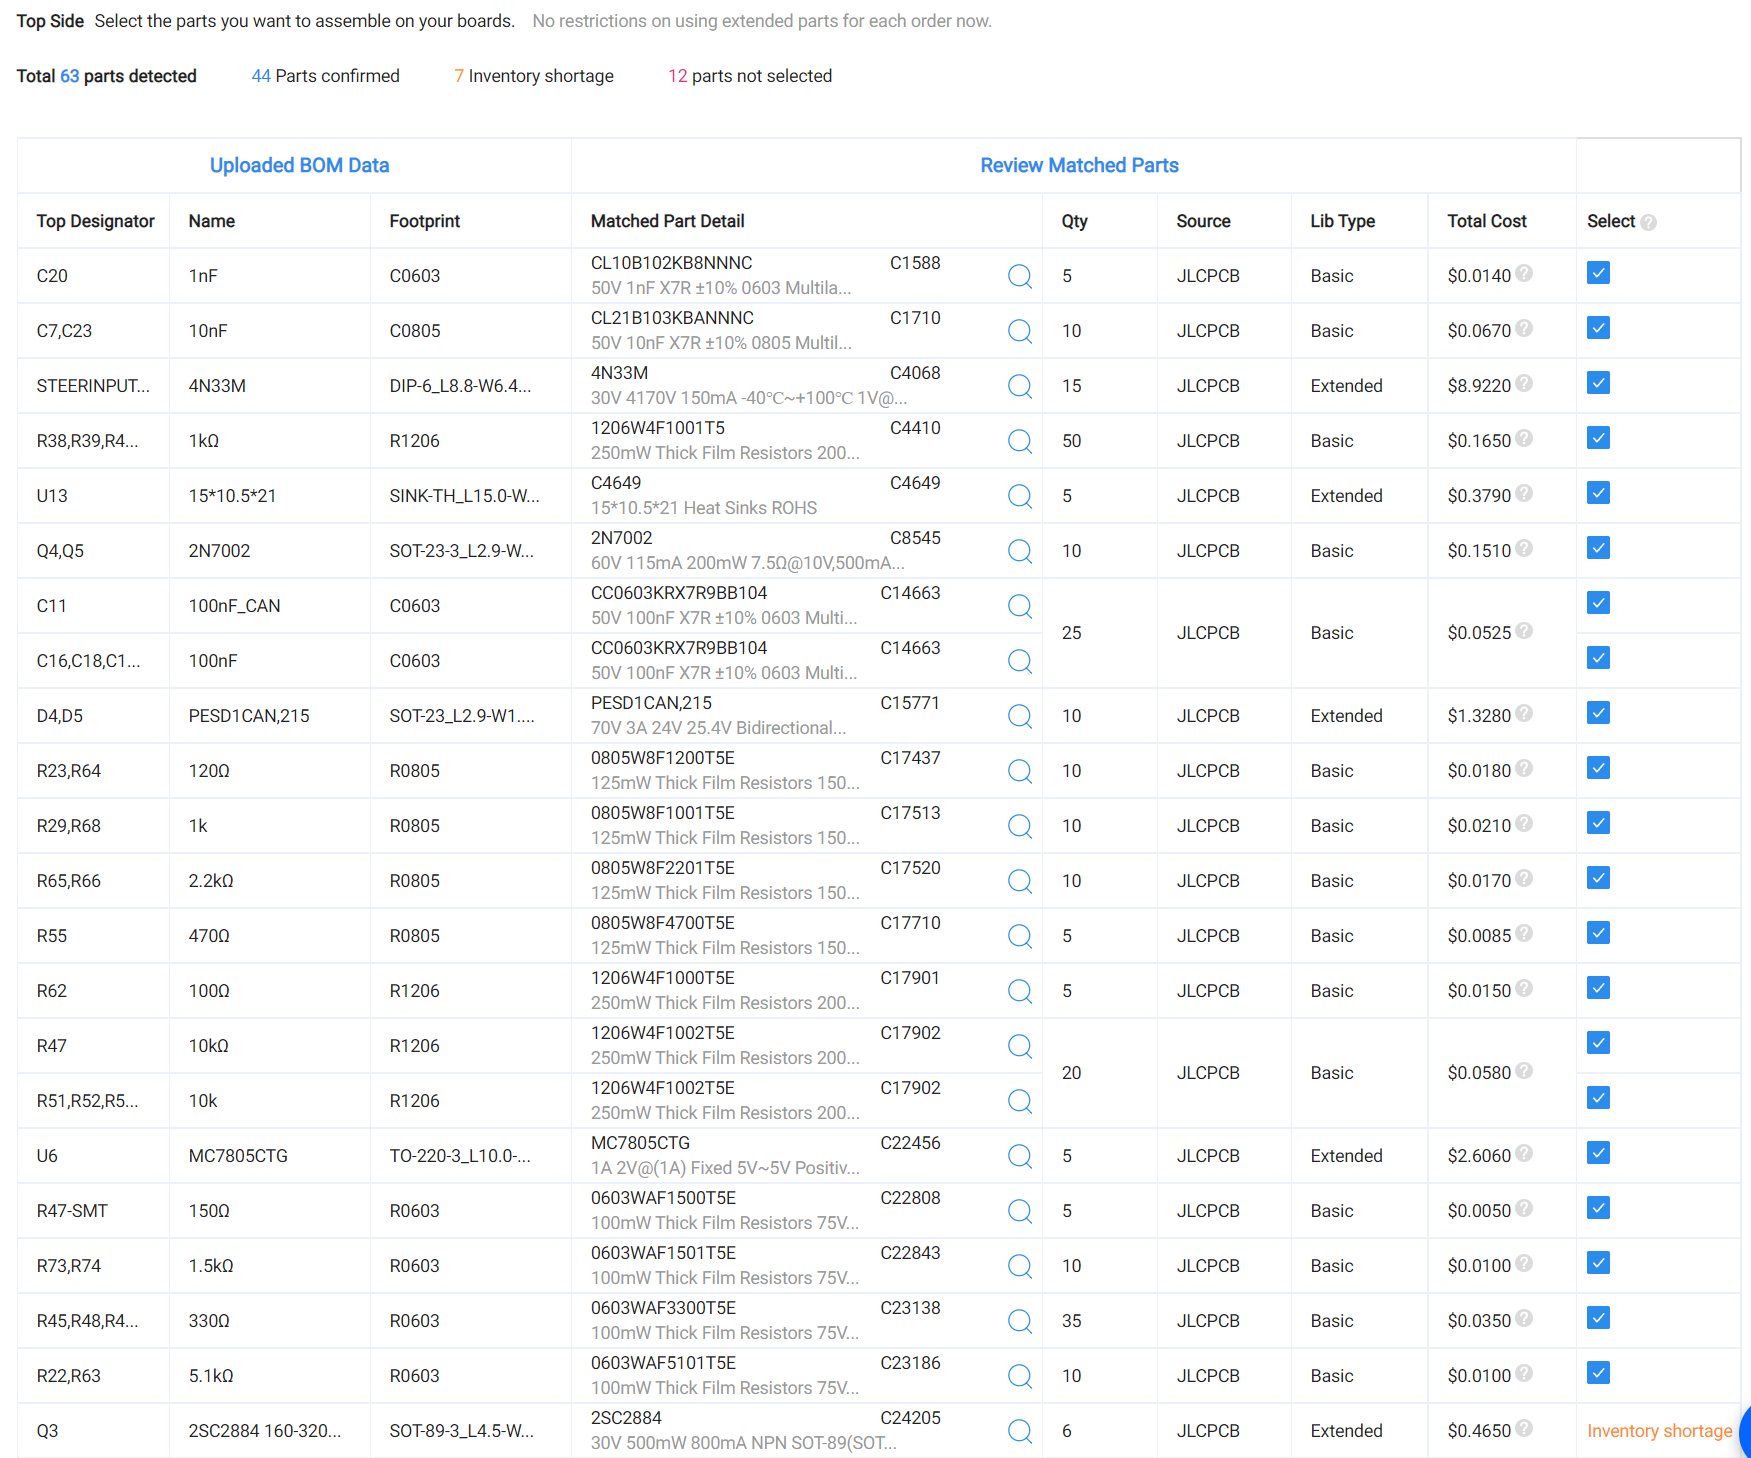 Top Side Select the parts you want to assemble on your boards. No restrictions on using extended parts for each order now.
Total 63 parts detected 44 Parts confirmed 7 Inventory shortage 12 parts not selected
Uploaded BOM Data Review Matched Parts
Top Designator Name Footprint Matched Part Detail Qty Source Lib Type Total Cost Select ?
C20 1nF C0603 CL10B102KB8NNNC C1588 5 JLCPCB Basic $0.0140 ?
50V 1nF X7R ±10% 0603 Multila...
C7,C23 10nF C0805 CL21B103KBANNNC C1710 10 JLCPCB Basic $0.0670 ?
50V 10nF X7R ±10% 0805 Multil...
STEERINPUT... 4N33M DIP-6_L8.8-W6.4... 4N33M C4068 15 JLCPCB Extended $8.9220 ?
30V 4170V 150mA -40℃~+100℃ 1V@...
R38,R39,R4... 1kΩ R1206 1206W4F1001T5 C4410 50 JLCPCB Basic $0.1650 ?
250mW Thick Film Resistors 200...
U13 15*10.5*21 SINK-TH_L15.0-W... C4649 C4649 5 JLCPCB Extended $0.3790 ?
15*10.5*21 Heat Sinks ROHS
Q4,Q5 2N7002 SOT-23-3_L2.9-W... 2N7002 C8545 10 JLCPCB Basic $0.1510 ?
60V 115mA 200mW 7.5Ω@10V,500mA...
C11 100nF_CAN C0603 CC0603KRX7R9BB104 C14663
50V 100nF X7R ±10% 0603 Multi...
25 JLCPCB Basic $0.0525 ?
C16,C18,C1... 100nF C0603 CC0603KRX7R9BB104 C14663
50V 100nF X7R ±10% 0603 Multi...
D4,D5 PESD1CAN,215 SOT-23_L2.9-W1.... PESD1CAN,215 C15771 10 JLCPCB Extended $1.3280 ?
70V 3A 24V 25.4V Bidirectional...
R23,R64 120Ω R0805 0805W8F1200T5E C17437 10 JLCPCB Basic $0.0180 ?
125mW Thick Film Resistors 150...
R29,R68 1k R0805 0805W8F1001T5E C17513 10 JLCPCB Basic $0.0210 ?
125mW Thick Film Resistors 150...
R65,R66 2.2kΩ R0805 0805W8F2201T5E C17520 10 JLCPCB Basic $0.0170 ?
125mW Thick Film Resistors 150...
R55 470Ω R0805 0805W8F4700T5E C17710 5 JLCPCB Basic $0.0085 ?
125mW Thick Film Resistors 150...
R62 100Ω R1206 1206W4F1000T5E C17901 5 JLCPCB Basic $0.0150 ?
250mW Thick Film Resistors 200...
R47 10kΩ R1206 1206W4F1002T5E C17902
250mW Thick Film Resistors 200...
20 JLCPCB Basic $0.0580 ?
R51,R52,R5... 10k R1206 1206W4F1002T5E C17902
250mW Thick Film Resistors 200...
U6 MC7805CTG TO-220-3_L10.0-... MC7805CTG C22456 5 JLCPCB Extended $2.6060 ?
1A 2V@(1A) Fixed 5V~5V Positiv...
R47-SMT 150Ω R0603 0603WAF1500T5E C22808 5 JLCPCB Basic $0.0050 ?
100mW Thick Film Resistors 75V...
R73,R74 1.5kΩ R0603 0603WAF1501T5E C22843 10 JLCPCB Basic $0.0100 ?
100mW Thick Film Resistors 75V...
R45,R48,R4... 330Ω R0603 0603WAF3300T5E C23138 35 JLCPCB Basic $0.0350 ?
100mW Thick Film Resistors 75V...
R22,R63 5.1kΩ R0603 0603WAF5101T5E C23186 10 JLCPCB Basic $0.0100 ?
100mW Thick Film Resistors 75V...
Q3 2SC2884 160-320... SOT-89-3_L4.5-W... 2SC2884 C24205 6 JLCPCB Extended $0.4650 ? Inventory shortage
30V 500mW 800mA NPN SOT-89(SOT...